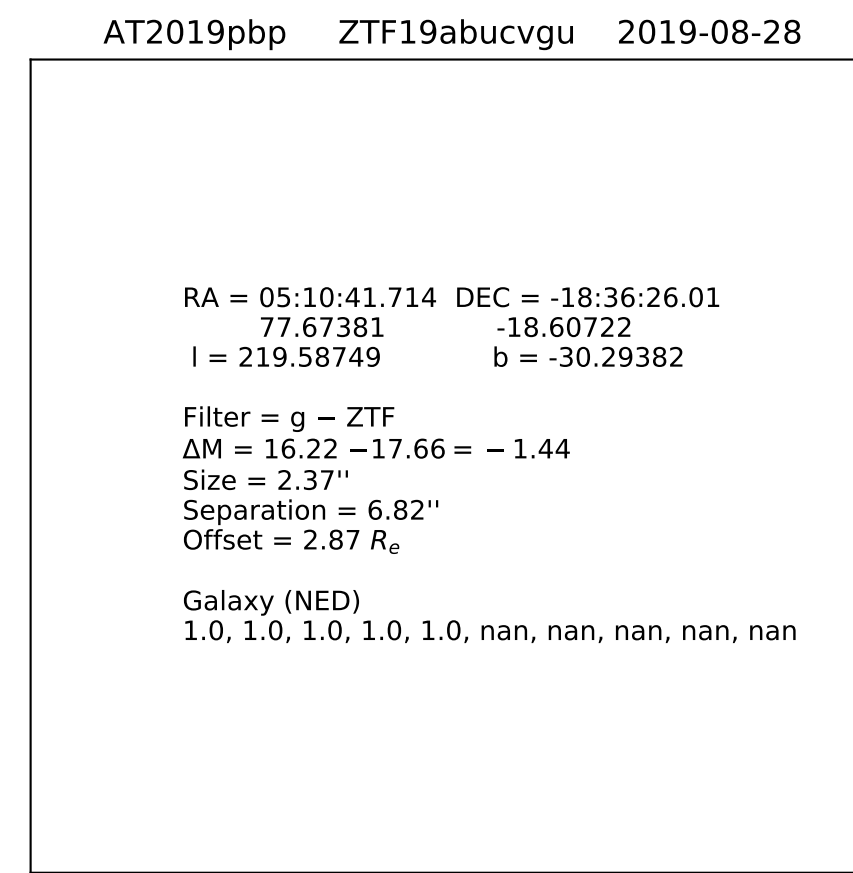 AT2019pbp ZTF19abucvgu 2019-08-28
RA = 05:10:41.714 DEC = -18:36:26.01
77.67381 -18.60722
l = 219.58749 b = -30.29382
Filter = g − ZTF
ΔM = 16.22 −17.66 = − 1.44
Size = 2.37''
Separation = 6.82''
Offset = 2.87 Rₑ
Galaxy (NED)
1.0, 1.0, 1.0, 1.0, 1.0, nan, nan, nan, nan, nan